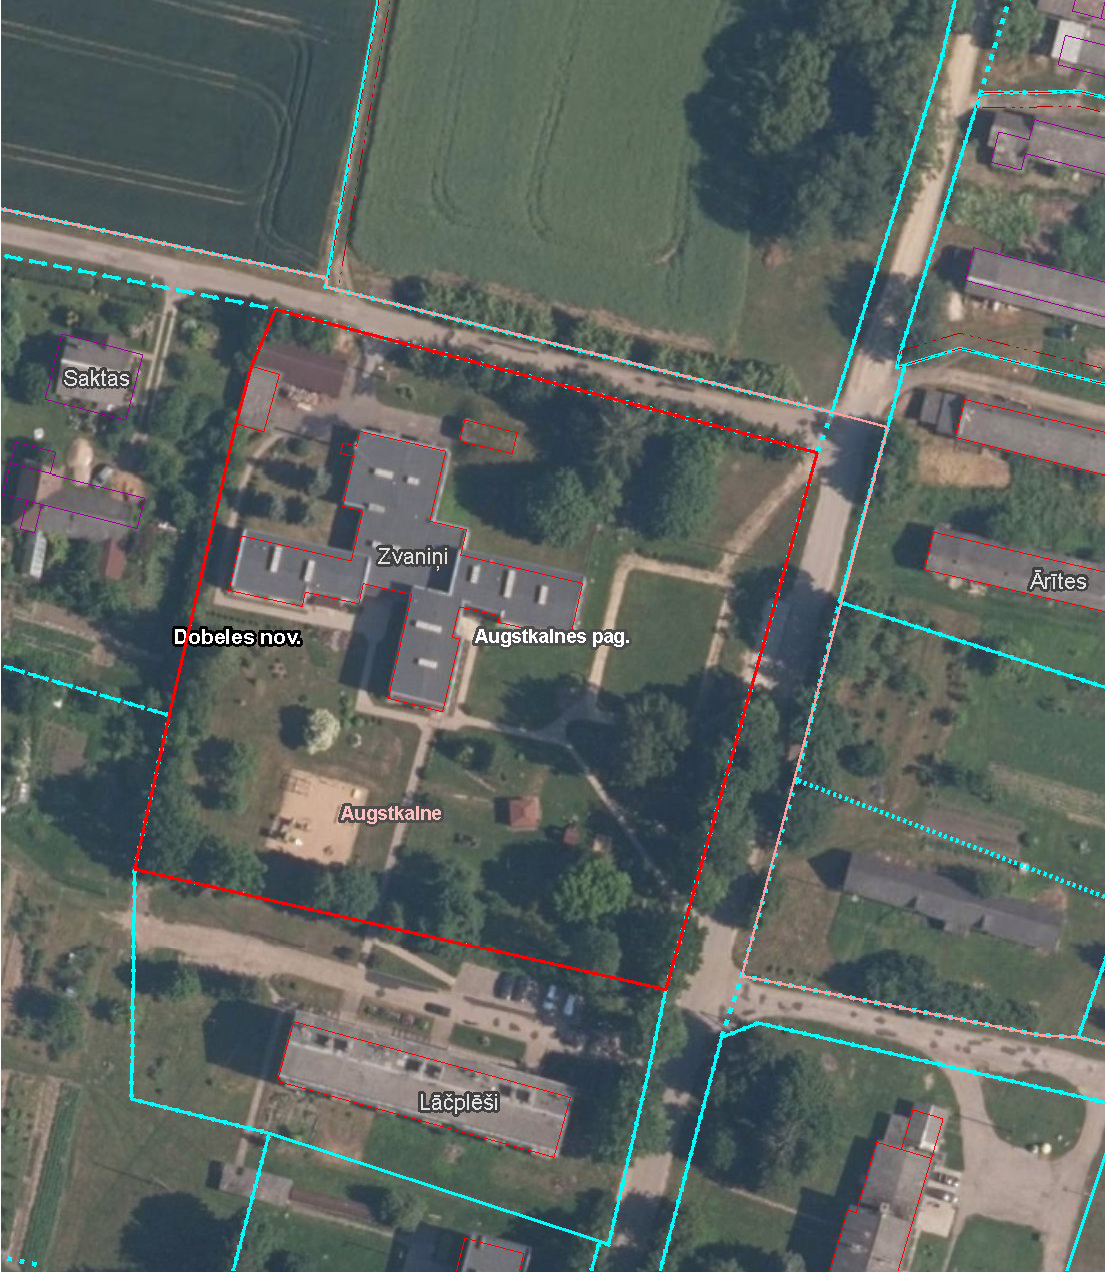 Saktas
Zvaniņi
Ārītes
Dobeles nov.
Augstkalnes pag.
Augstkalne
Lāčplēši